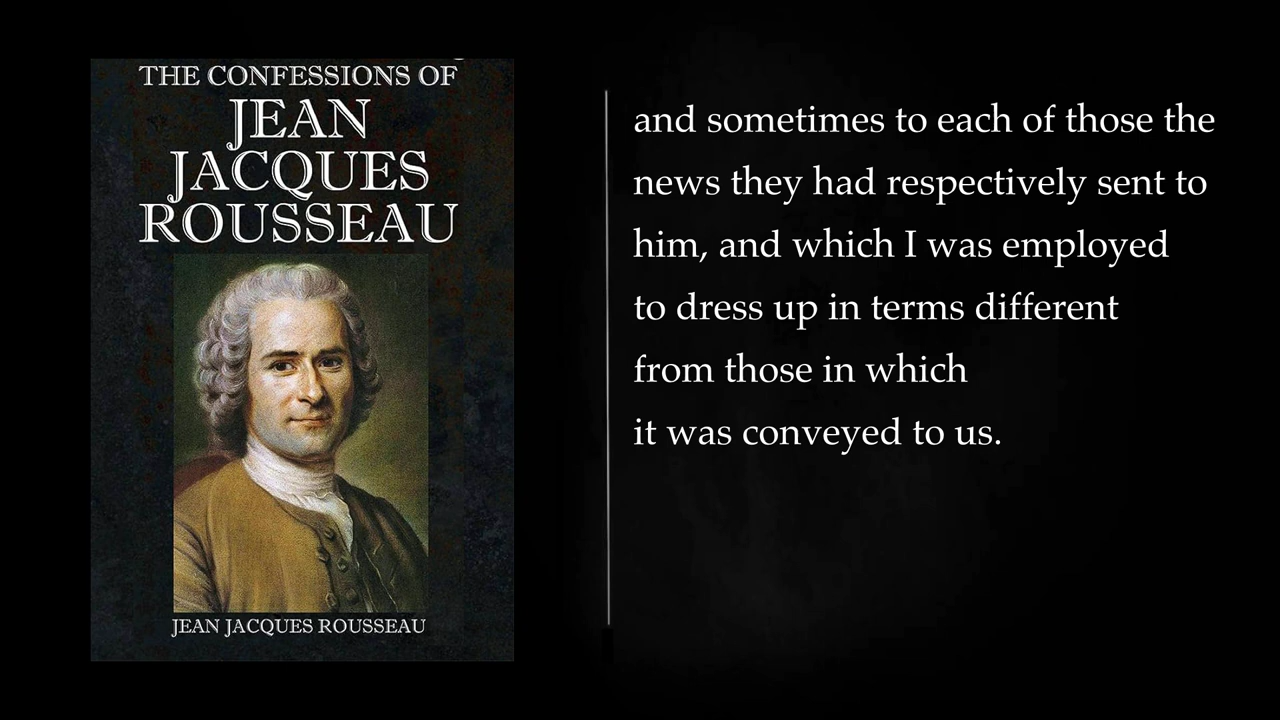 THE CONFESSIONS OF
JEAN
JACQUES
ROUSSEAU
JEAN JACQUES ROUSSEAU
and sometimes to each of those the
news they had respectively sent to
him, and which I was employed
to dress up in terms different
from those in which
it was conveyed to us.